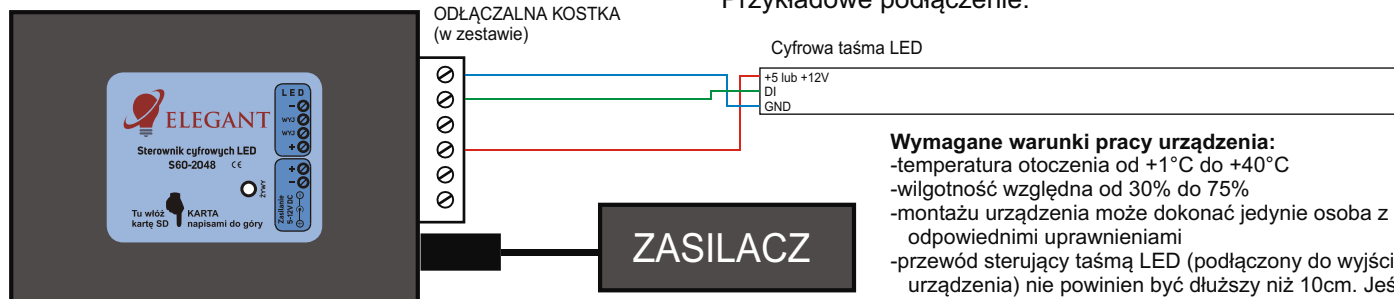 Przykładowe podłączenie:
ODŁĄCZALNA KOSTKA
(w zestawie)
Cyfrowa taśma LED
+5 lub +12V
DI
GND
LED
-
WYJ
WYJ
+
ELEGANT
Sterownik cyfrowych LED
S60-2048 CE
+
-
Zasilanie
5-12V DC
ŻYWY
Tu włóż
kartę SD
KARTA
napisami do góry
ZASILACZ
Wymagane warunki pracy urządzenia:
-temperatura otoczenia od +1°C do +40°C
-wilgotność względna od 30% do 75%
-montażu urządzenia może dokonać jedynie osoba z
odpowiednimi uprawnieniami
-przewód sterujący taśmą LED (podłączony do wyjści
urządzenia) nie powinien być dłuższy niż 10cm. Jeś